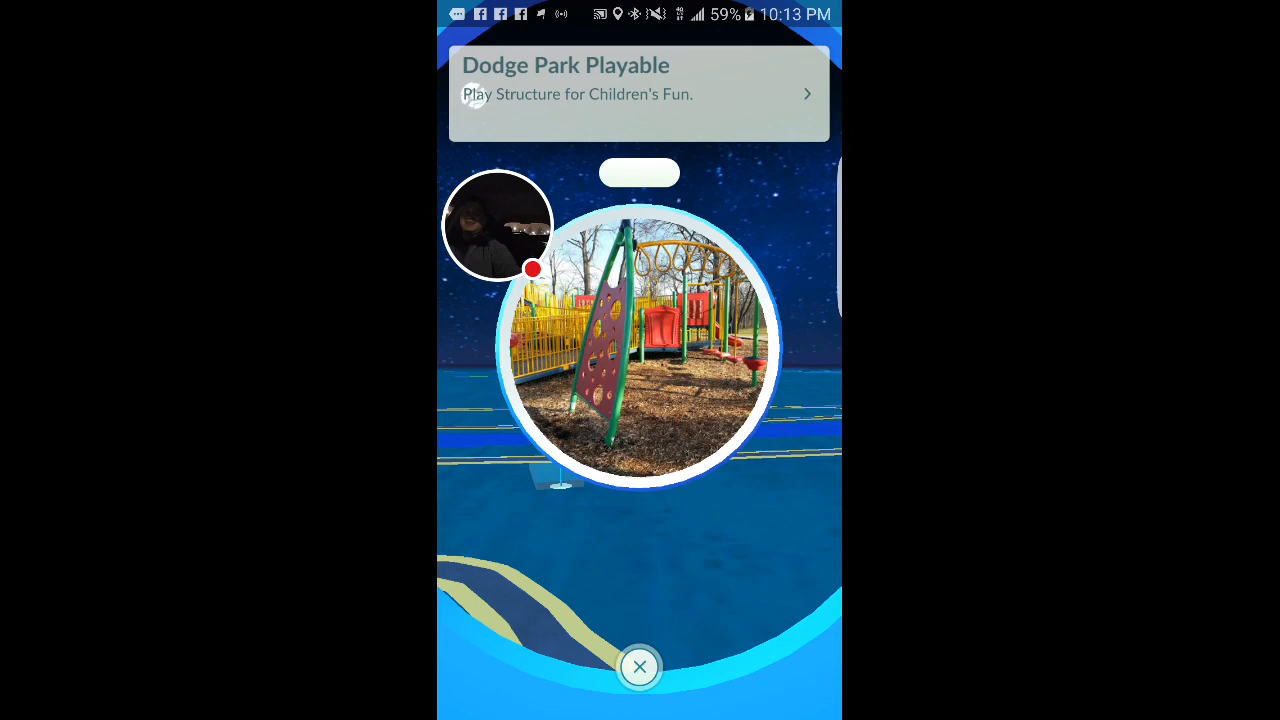 59% 10:13 PM
Dodge Park Playable
Play Structure for Children's Fun.